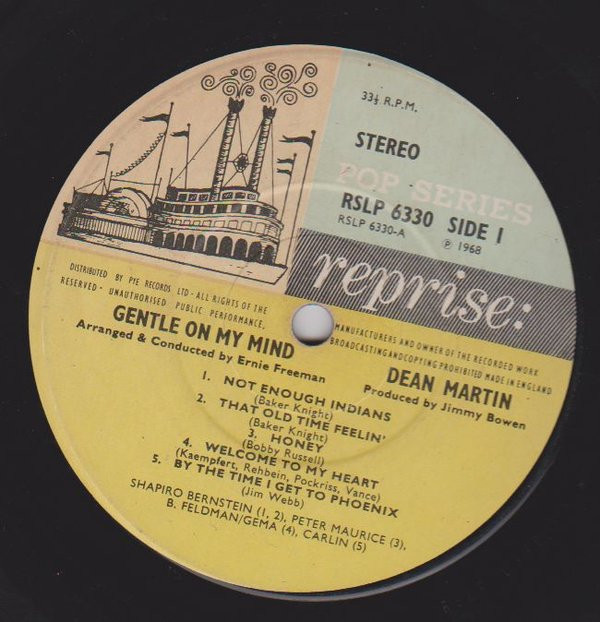 33⅓ R.P.M.
STEREO
POP SERIES
RSLP 6330 SIDE 1
RSLP 6330-A ℗ 1968
reprise:
DISTRIBUTED BY PYE RECORDS LTD - ALL RIGHTS OF THE
RESERVED - UNAUTHORISED PUBLIC PERFORMANCE,
MANUFACTURERS AND OWNER OF THE RECORDED WORK
BROADCASTING AND COPYING PROHIBITED MADE IN ENGLAND
GENTLE ON MY MIND
Arranged & Conducted by Ernie Freeman
DEAN MARTIN
Produced by Jimmy Bowen
1. NOT ENOUGH INDIANS
(Baker Knight)
2. THAT OLD TIME FEELIN'
(Baker Knight)
3. HONEY
(Bobby Russell)
4. WELCOME TO MY HEART
(Kaempfert, Rehbein, Pockriss, Vance)
5. BY THE TIME I GET TO PHOENIX
(Jim Webb)
SHAPIRO BERNSTEIN (1, 2), PETER MAURICE (3),
B. FELDMAN/GEMA (4), CARLIN (5)